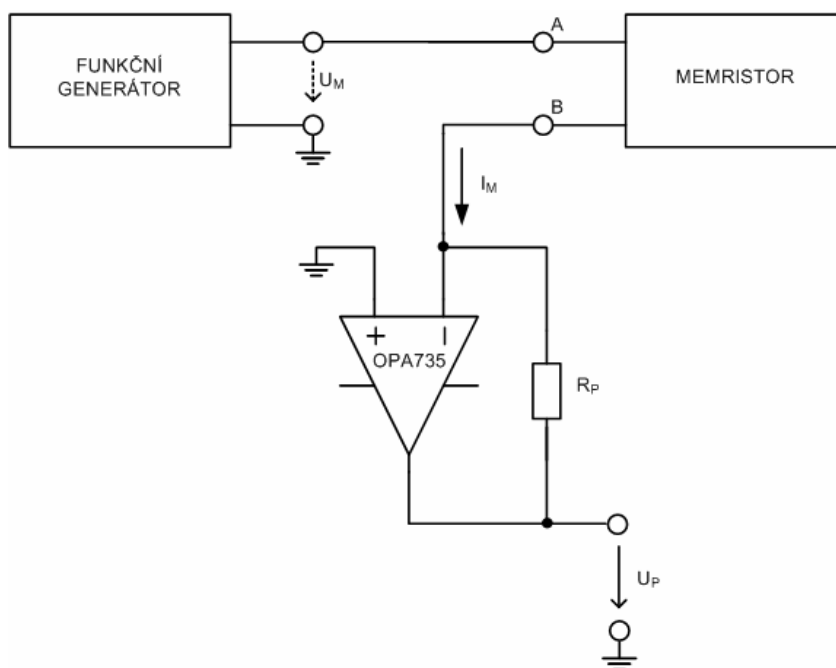 FUNKČNÍ
GENERÁTOR
U_M
A
B
MEMRISTOR
I_M
+
–
OPA735
R_P
U_P